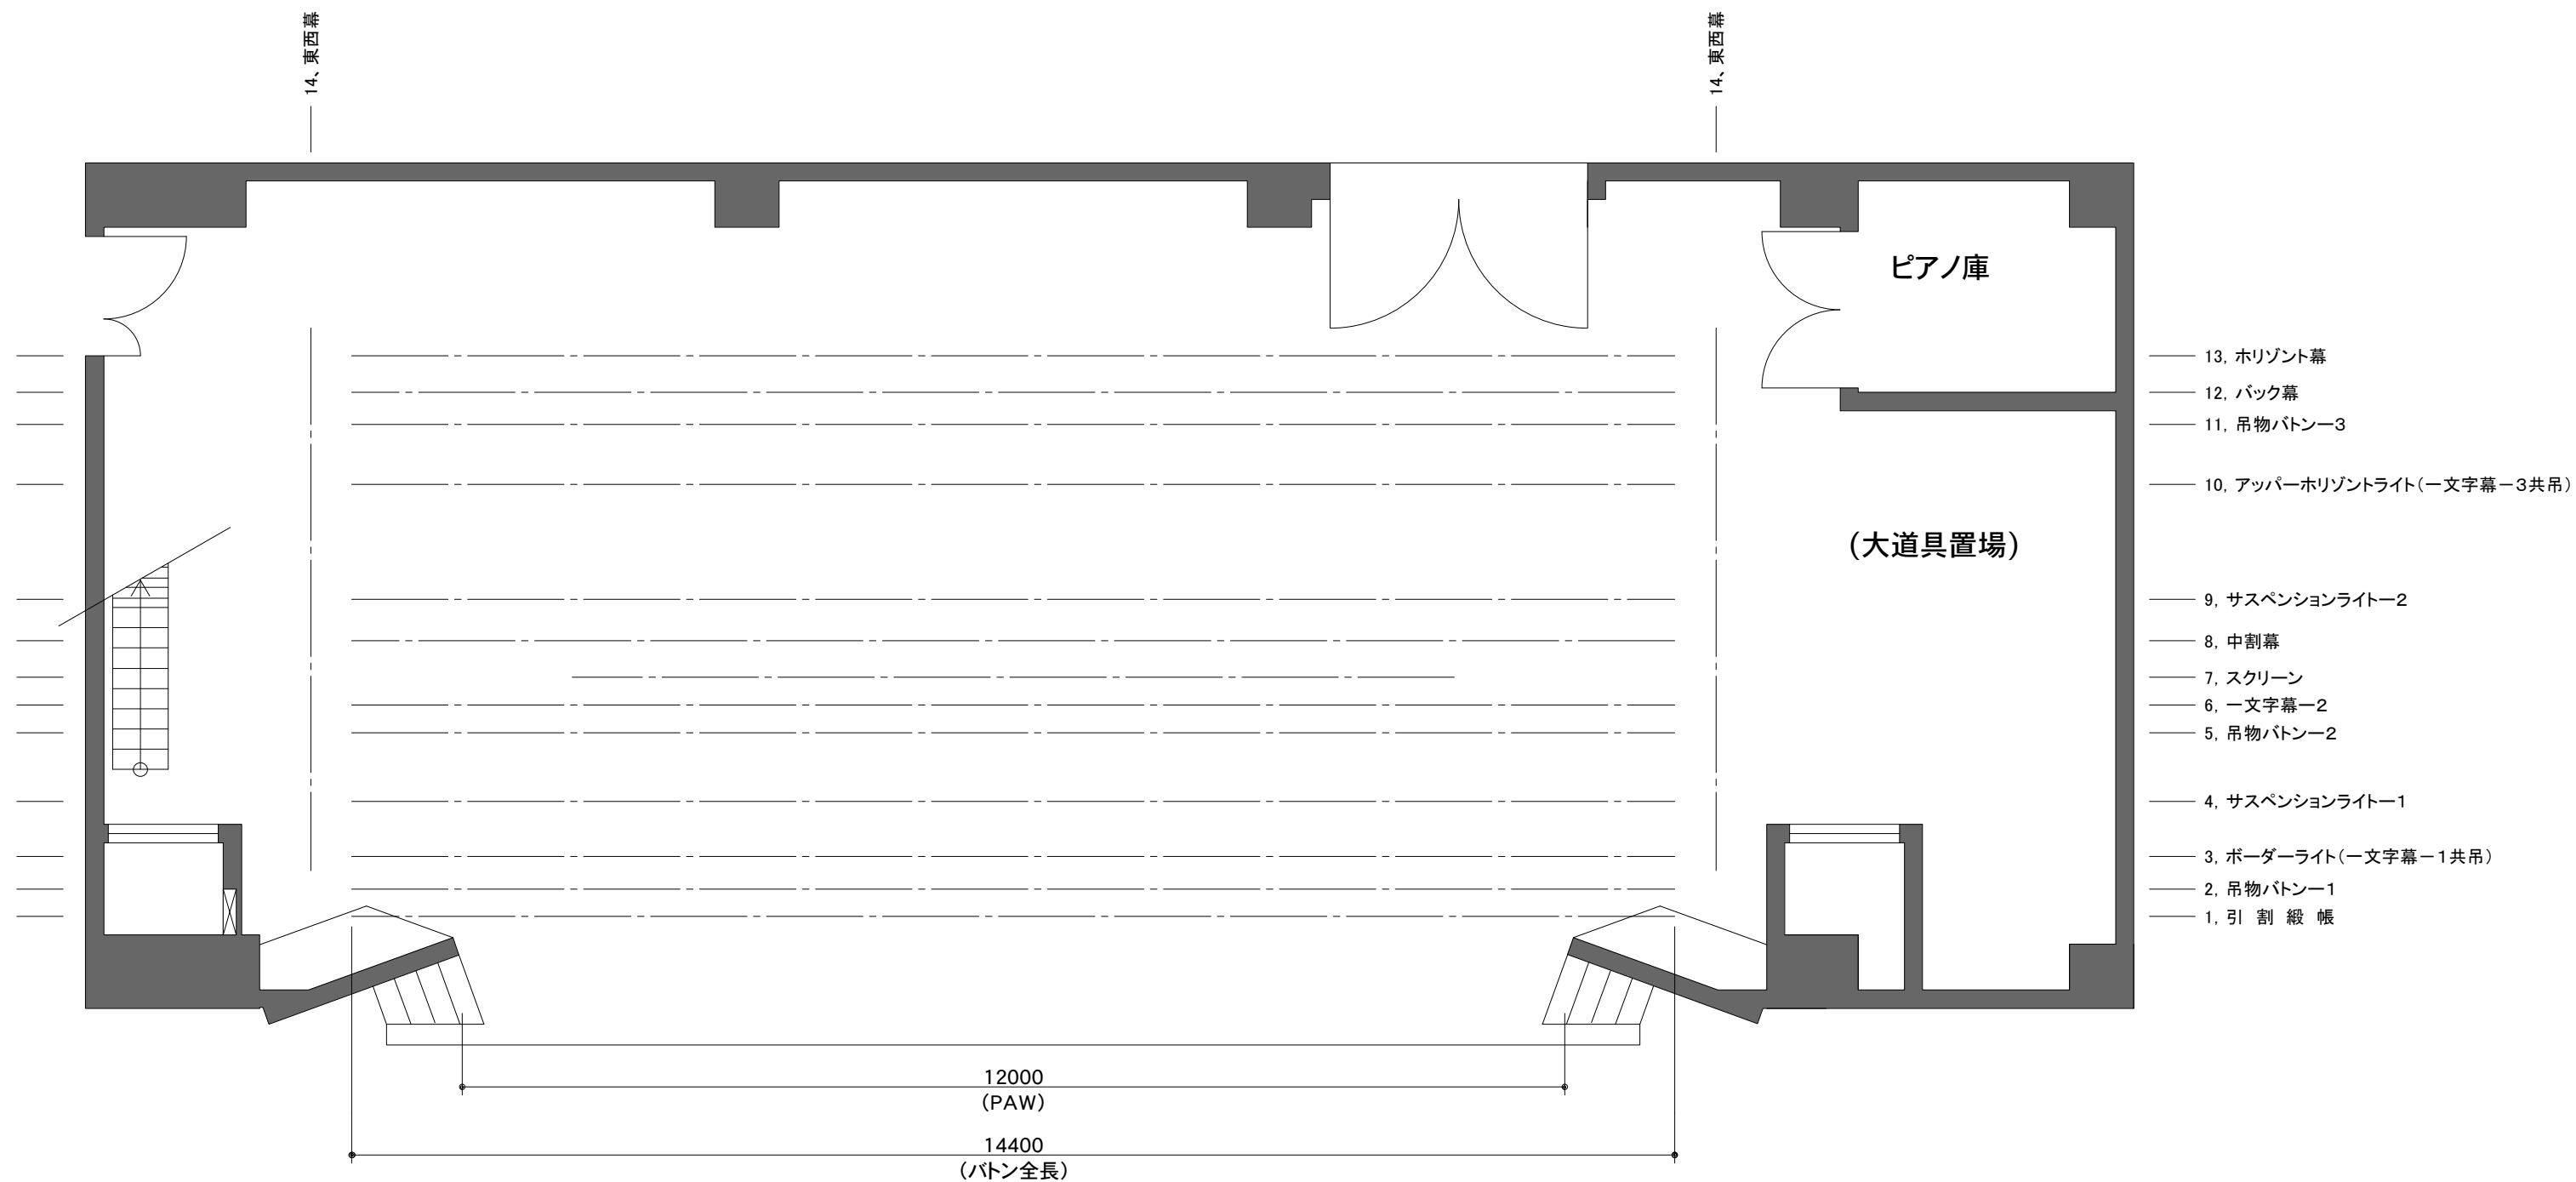 14、東西幕
14、東西幕
ピアノ庫
13, ホリゾント幕
12, バック幕
11, 吊物バトンー3
10, アッパーホリゾントライト(一文字幕－3共吊)
(大道具置場)
9, サスペンションライトー2
8, 中割幕
7, スクリーン
6, 一文字幕ー2
5, 吊物バトンー2
4, サスペンションライトー1
3, ボーダーライト(一文字幕－1共吊)
2, 吊物バトンー1
1, 引 割 緞 帳
12000
(PAW)
14400
(バトン全長)